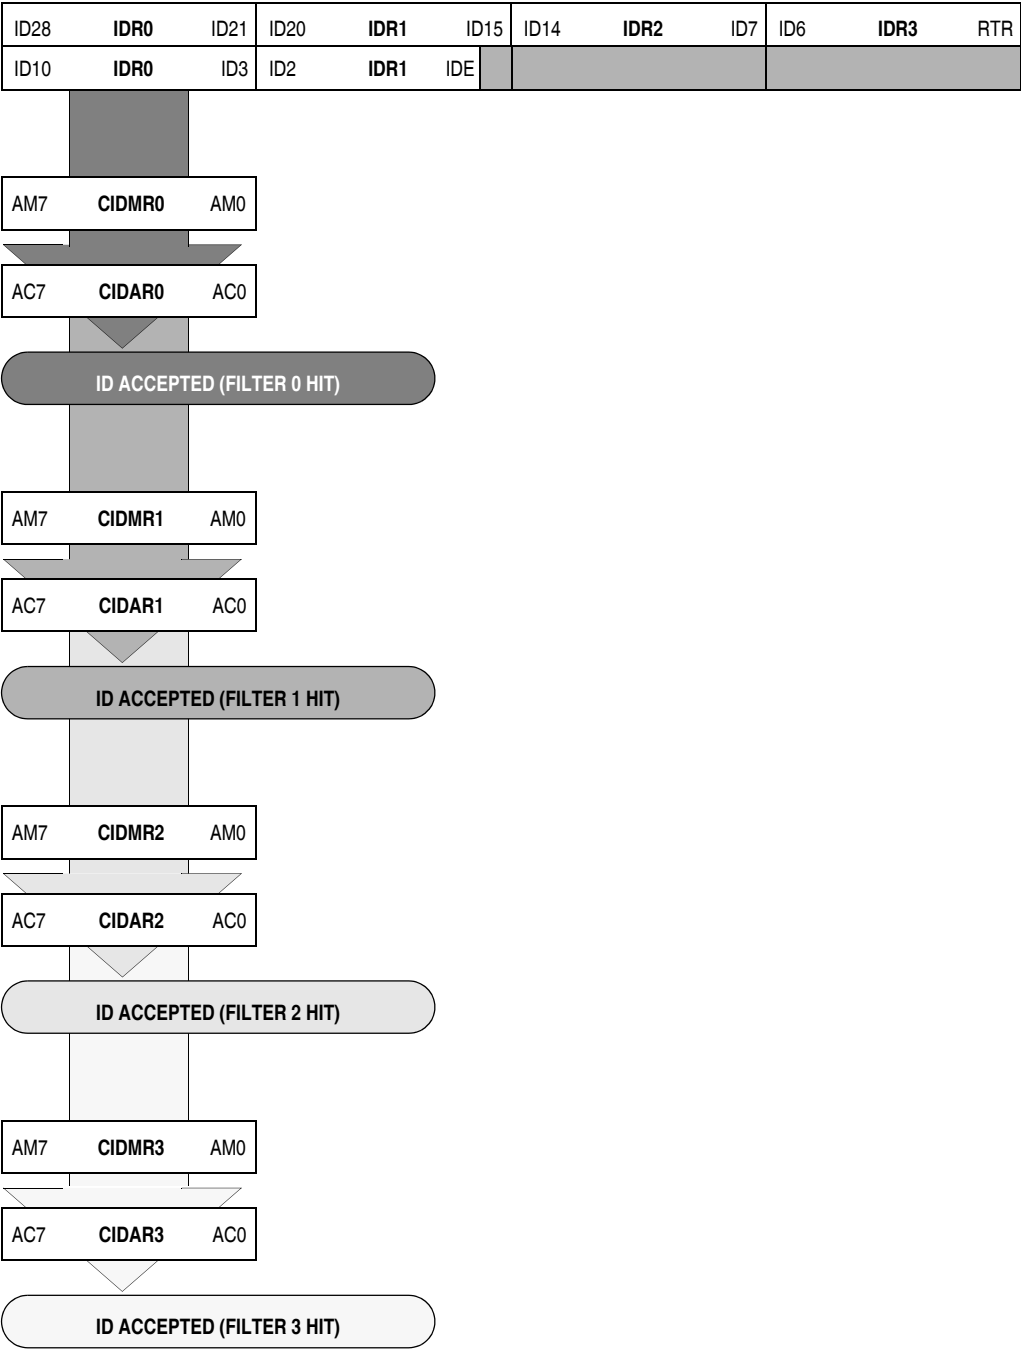 ID28 IDR0 ID21 ID20 IDR1 ID15 ID14 IDR2 ID7 ID6 IDR3 RTR
ID10 IDR0 ID3 ID2 IDR1 IDE
AM7 CIDMR0 AM0
AC7 CIDAR0 AC0
ID ACCEPTED (FILTER 0 HIT)
AM7 CIDMR1 AM0
AC7 CIDAR1 AC0
ID ACCEPTED (FILTER 1 HIT)
AM7 CIDMR2 AM0
AC7 CIDAR2 AC0
ID ACCEPTED (FILTER 2 HIT)
AM7 CIDMR3 AM0
AC7 CIDAR3 AC0
ID ACCEPTED (FILTER 3 HIT)